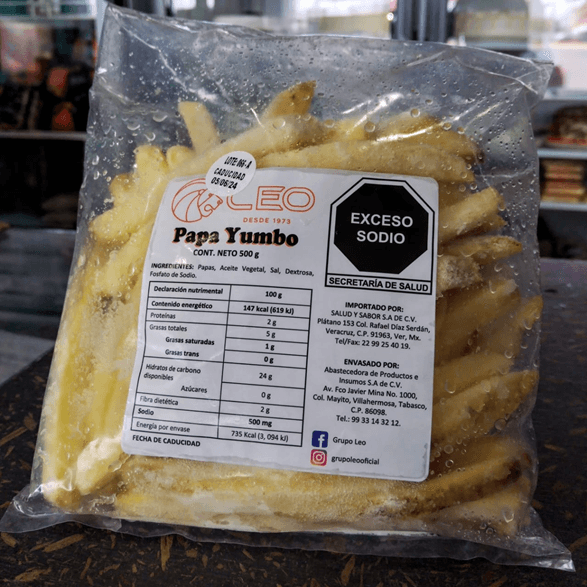 LOTE: 066-A
CADUCIDAD
05/06/24
LEO
DESDE 1973
Papa Yumbo
CONT. NETO 500 g
INGREDIENTES: Papas, Aceite Vegetal, Sal, Dextrosa,
Fosfato de Sodio.
Declaración nutrimental 100 g
Contenido energético 147 kcal (619 kJ)
Proteínas 2 g
Grasas totales 5 g
Grasas saturadas 1 g
Grasas trans 0 g
Hidratos de carbono
disponibles 24 g
Azúcares 0 g
Fibra dietética 2 g
Sodio 500 mg
Energía por envase 735 Kcal (3, 094 kJ)
FECHA DE CADUCIDAD
EXCESO
SODIO
SECRETARÍA DE SALUD
IMPORTADO POR:
SALUD Y SABOR S.A DE C.V.
Plátano 153 Col. Rafael Díaz Serdán,
Veracruz, C.P. 91963, Ver, Mx.
Tel/Fax: 22 99 25 40 19.
ENVASADO POR:
Abastecedora de Productos e
Insumos S.A de C.V.
Av. Fco Javier Mina No. 1000,
Col. Mayito, Villahermosa, Tabasco,
C.P. 86098.
Tel.: 99 33 14 32 12.
Grupo Leo
grupoleooficial